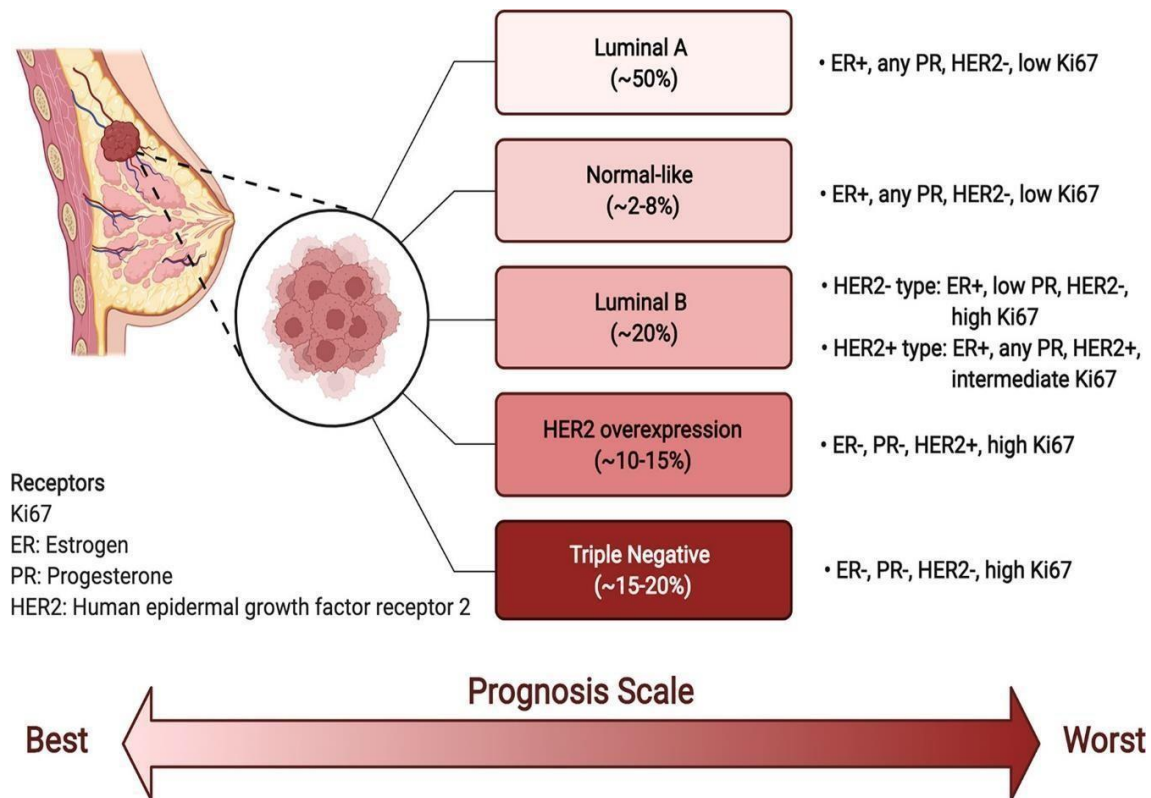 Luminal A
(~50%)
• ER+, any PR, HER2-, low Ki67
Normal-like
(~2-8%)
• ER+, any PR, HER2-, low Ki67
Luminal B
(~20%)
• HER2- type: ER+, low PR, HER2-,
high Ki67
• HER2+ type: ER+, any PR, HER2+,
intermediate Ki67
HER2 overexpression
(~10-15%)
• ER-, PR-, HER2+, high Ki67
Triple Negative
(~15-20%)
• ER-, PR-, HER2-, high Ki67
Receptors
Ki67
ER: Estrogen
PR: Progesterone
HER2: Human epidermal growth factor receptor 2
Prognosis Scale
Best
Worst